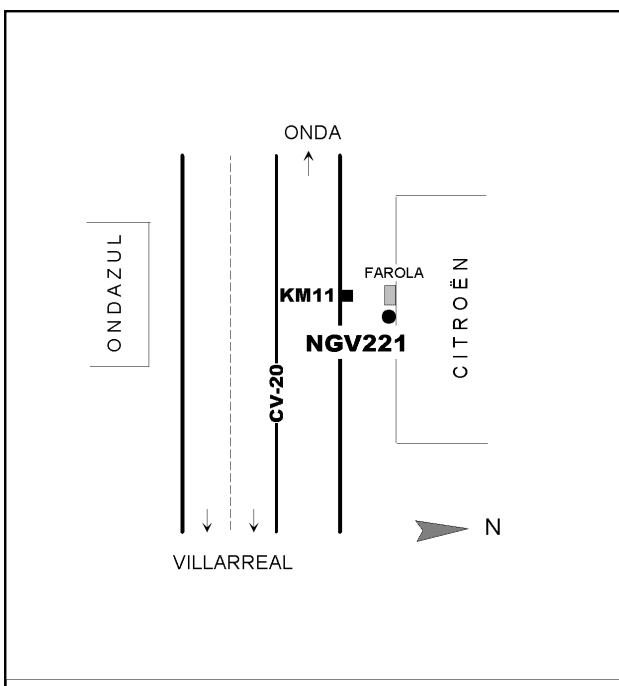 ONDA
ONDAZUL
FAROLA
KM11
CITROËN
NGV221
CV-20
N
VILLARREAL